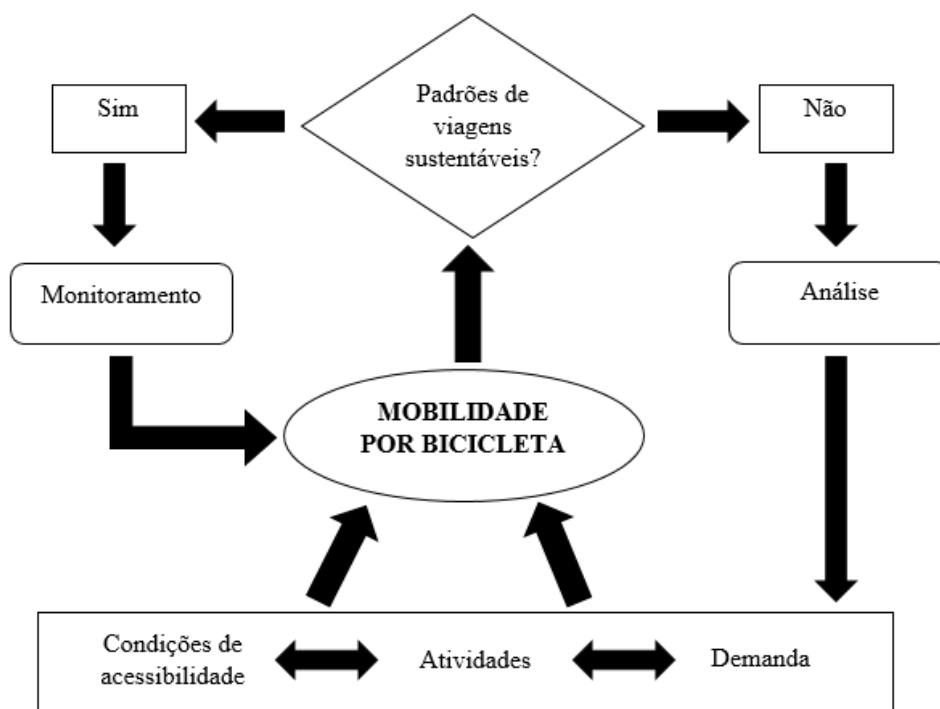 Sim
Padrões de
viagens
sustentáveis?
Não
Monitoramento
Análise
MOBILIDADE
POR BICICLETA
Condições de
acessibilidade
Atividades
Demanda